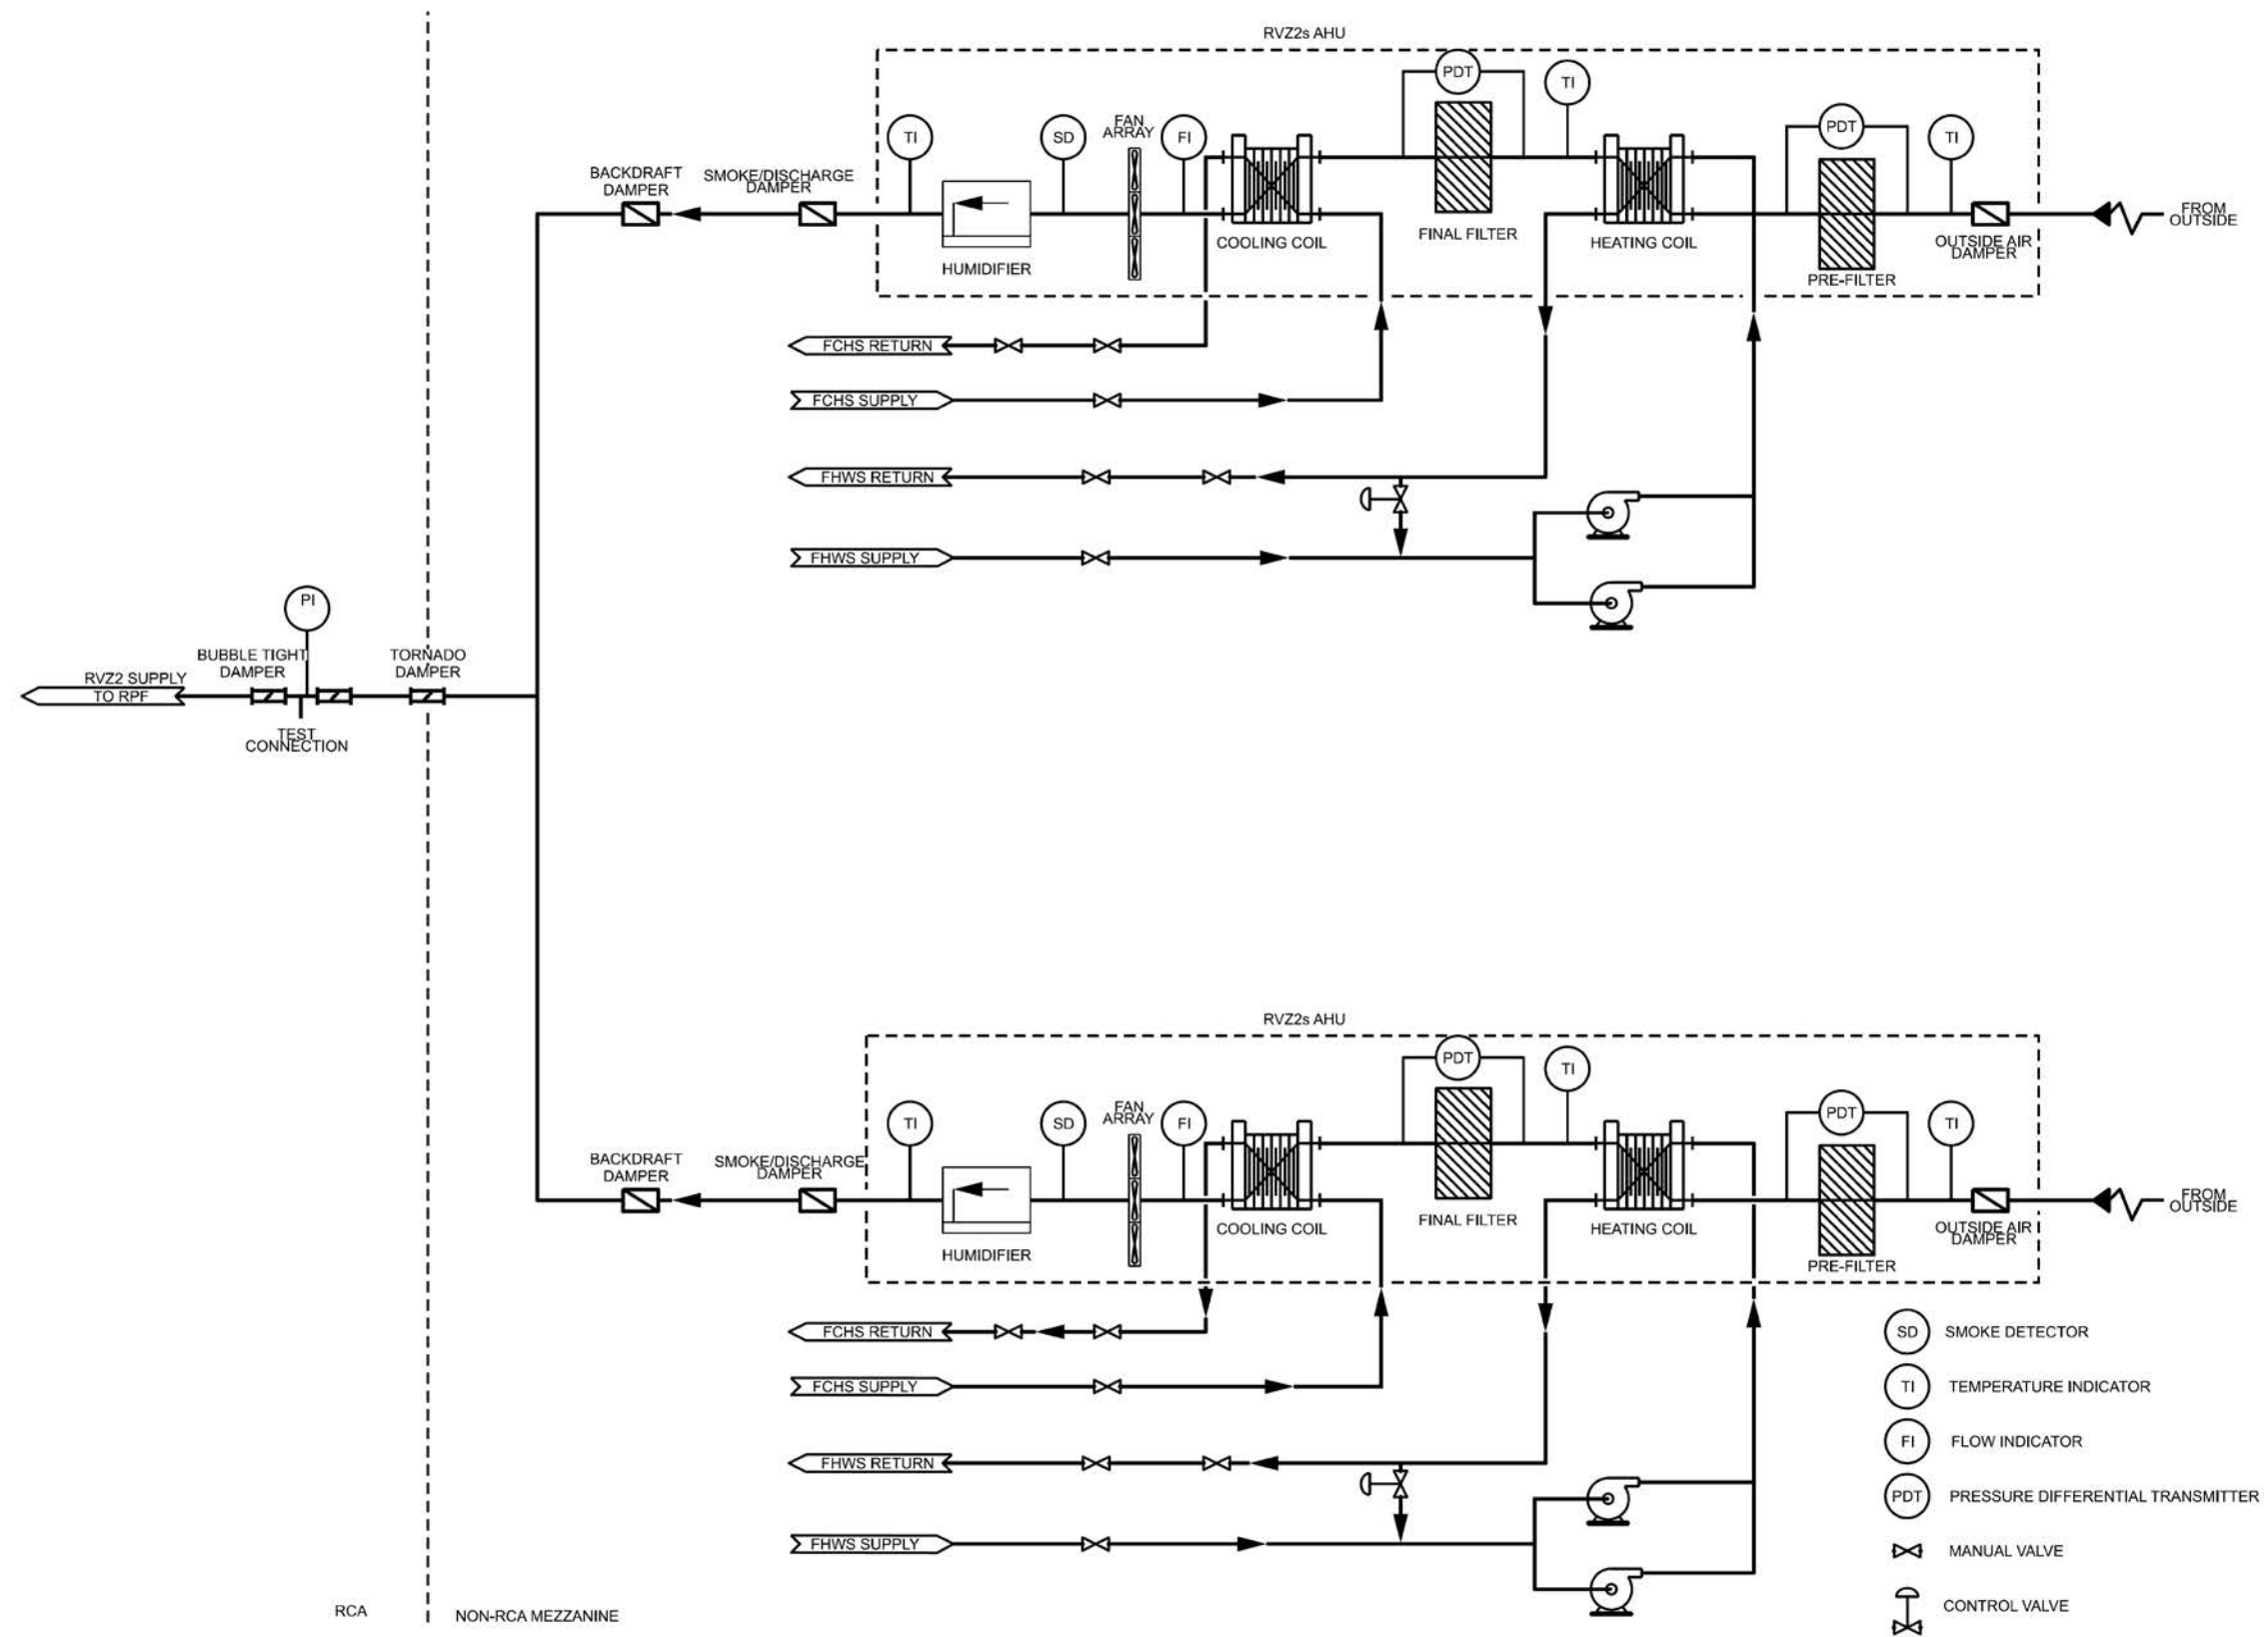 RVZ2s AHU
PDT
TI
PDT
TI
TI
SD
FAN
ARRAY
FI
BACKDRAFT
DAMPER
SMOKE/DISCHARGE
DAMPER
HUMIDIFIER
COOLING COIL
FINAL FILTER
HEATING COIL
PRE-FILTER
OUTSIDE AIR
DAMPER
FROM
OUTSIDE
FCHS RETURN
FCHS SUPPLY
FHWS RETURN
FHWS SUPPLY
PI
BUBBLE TIGHT
DAMPER
TORNADO
DAMPER
RVZ2 SUPPLY
TO RPF
TEST
CONNECTION
RVZ2s AHU
PDT
TI
PDT
TI
TI
SD
FAN
ARRAY
FI
BACKDRAFT
DAMPER
SMOKE/DISCHARGE
DAMPER
HUMIDIFIER
COOLING COIL
FINAL FILTER
HEATING COIL
PRE-FILTER
OUTSIDE AIR
DAMPER
FROM
OUTSIDE
FCHS RETURN
FCHS SUPPLY
FHWS RETURN
FHWS SUPPLY
SD SMOKE DETECTOR
TI TEMPERATURE INDICATOR
FI FLOW INDICATOR
PDT PRESSURE DIFFERENTIAL TRANSMITTER
MANUAL VALVE
CONTROL VALVE
RCA
NON-RCA MEZZANINE